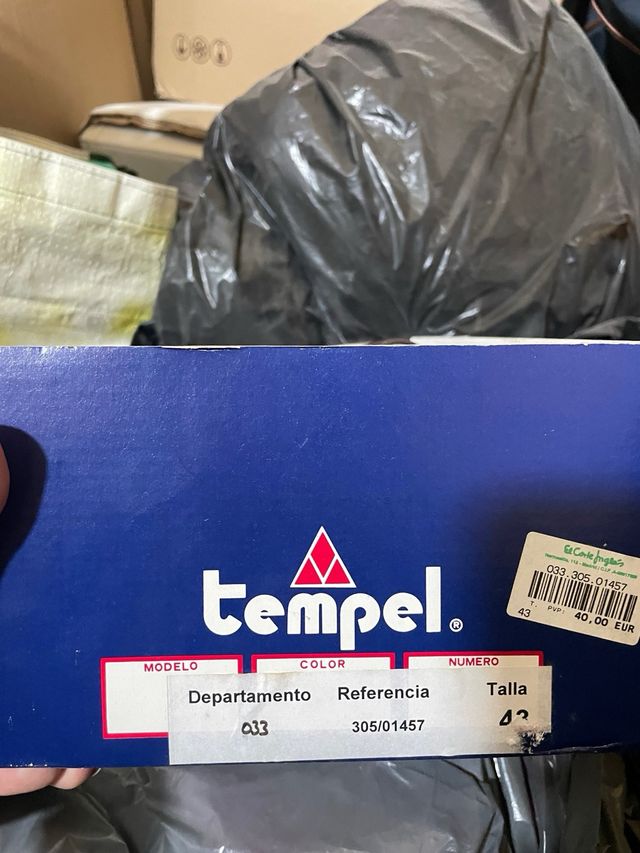 tempel®
El Corte Inglés
033.305.01457
T. PVP:
43 40,00 EUR
MODELO COLOR NUMERO
Departamento Referencia Talla
033 305/01457 43